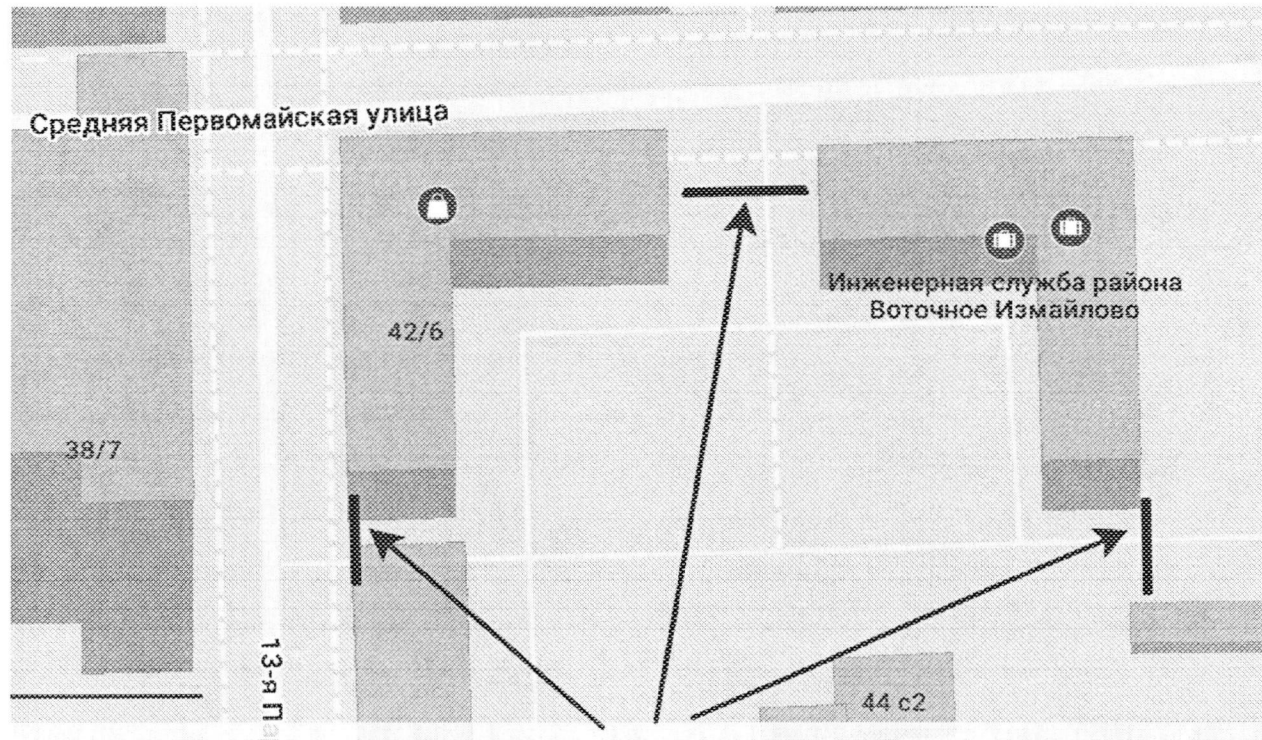 Средняя Первомайская улица
Инженерная служба района
Воточное Измайлово
42/6
38/7
13-я Па
44 с2